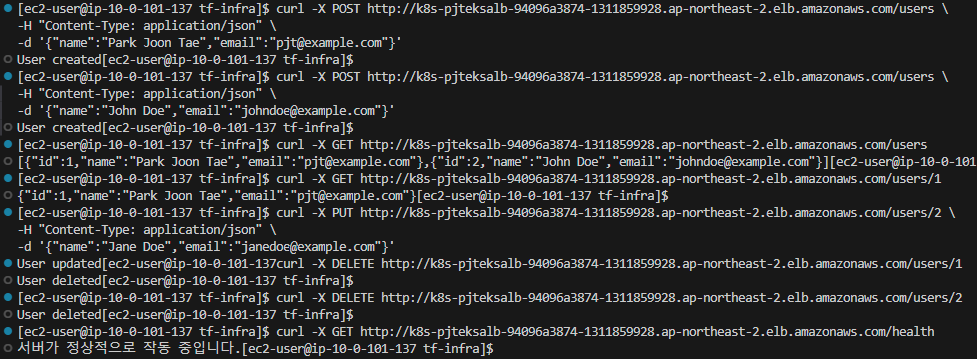 [ec2-user@ip-10-0-101-137 tf-infra]$ curl -X POST http://k8s-pjteksalb-94096a3874-1311859928.ap-northeast-2.elb.amazonaws.com/users \
-H "Content-Type: application/json" \
-d '{"name":"Park Joon Tae","email":"pjt@example.com"}'
User created[ec2-user@ip-10-0-101-137 tf-infra]$
[ec2-user@ip-10-0-101-137 tf-infra]$ curl -X POST http://k8s-pjteksalb-94096a3874-1311859928.ap-northeast-2.elb.amazonaws.com/users \
-H "Content-Type: application/json" \
-d '{"name":"John Doe","email":"johndoe@example.com"}'
User created[ec2-user@ip-10-0-101-137 tf-infra]$
[ec2-user@ip-10-0-101-137 tf-infra]$ curl -X GET http://k8s-pjteksalb-94096a3874-1311859928.ap-northeast-2.elb.amazonaws.com/users
[{"id":1,"name":"Park Joon Tae","email":"pjt@example.com"},{"id":2,"name":"John Doe","email":"johndoe@example.com"}][ec2-user@ip-10-0-101
[ec2-user@ip-10-0-101-137 tf-infra]$ curl -X GET http://k8s-pjteksalb-94096a3874-1311859928.ap-northeast-2.elb.amazonaws.com/users/1
{"id":1,"name":"Park Joon Tae","email":"pjt@example.com"}[ec2-user@ip-10-0-101-137 tf-infra]$
[ec2-user@ip-10-0-101-137 tf-infra]$ curl -X PUT http://k8s-pjteksalb-94096a3874-1311859928.ap-northeast-2.elb.amazonaws.com/users/2 \
-H "Content-Type: application/json" \
-d '{"name":"Jane Doe","email":"janedoe@example.com"}'
User updated[ec2-user@ip-10-0-101-137curl -X DELETE http://k8s-pjteksalb-94096a3874-1311859928.ap-northeast-2.elb.amazonaws.com/users/1
User deleted[ec2-user@ip-10-0-101-137 tf-infra]$
[ec2-user@ip-10-0-101-137 tf-infra]$ curl -X DELETE http://k8s-pjteksalb-94096a3874-1311859928.ap-northeast-2.elb.amazonaws.com/users/2
User deleted[ec2-user@ip-10-0-101-137 tf-infra]$
[ec2-user@ip-10-0-101-137 tf-infra]$ curl -X GET http://k8s-pjteksalb-94096a3874-1311859928.ap-northeast-2.elb.amazonaws.com/health
서버가 정상적으로 작동 중입니다.[ec2-user@ip-10-0-101-137 tf-infra]$